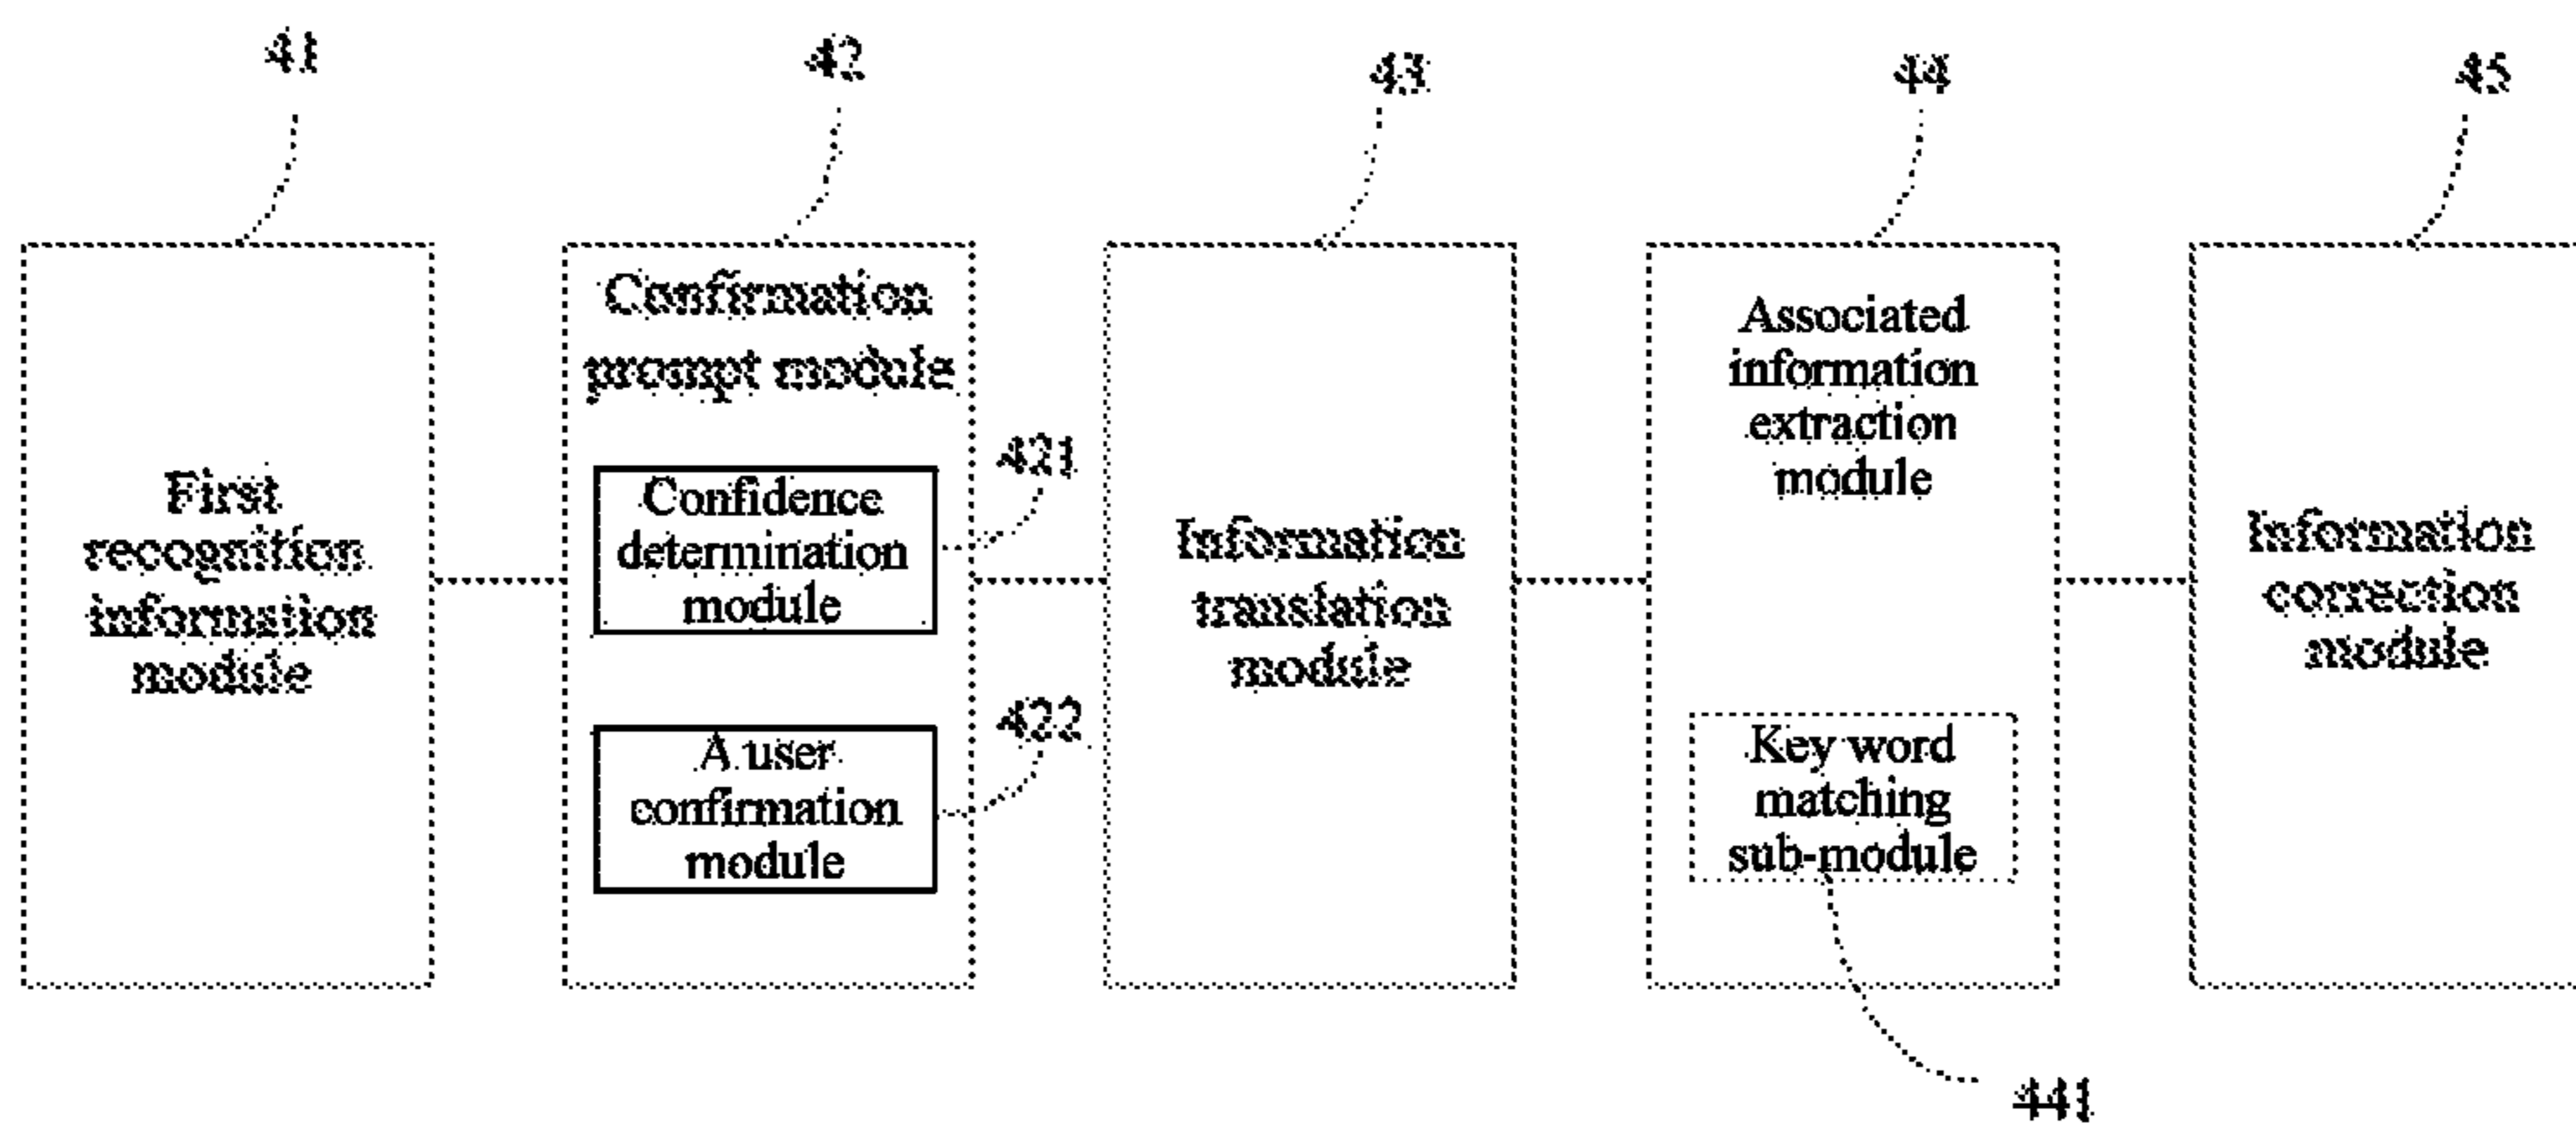 41
42
43
44
45
First
recognition
information
module
Confirmation
prompt module
Confidence
determination
module
421
A user
confirmation
module
422
Information
translation
module
Associated
information
extraction
module
Key word
matching
sub-module
441
Information
correction
module